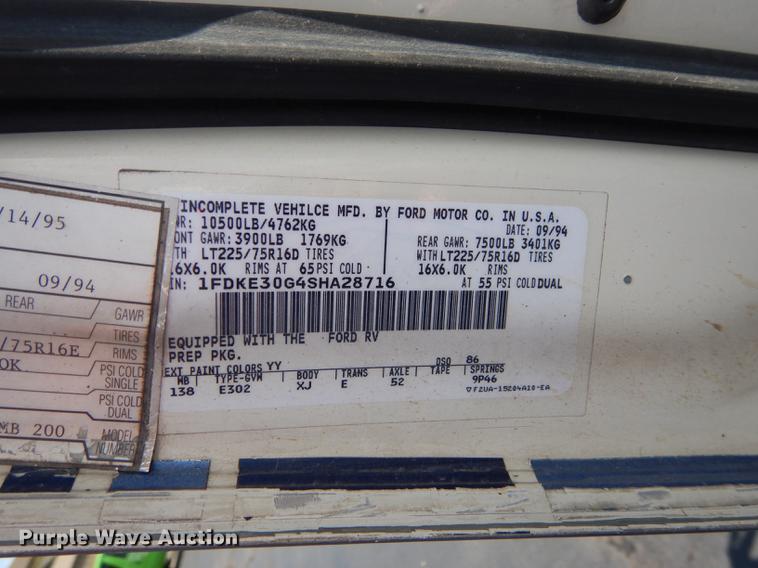 INCOMPLETE VEHILCE MFD. BY FORD MOTOR CO. IN U.S.A.
WR: 10500LB/4762KG
DATE: 09/94
ONT GAWR: 3900LB 1769KG
REAR GAWR: 7500LB 3401KG
WITH LT225/75R16D TIRES
WITH LT225/75R16D TIRES
16X6.0K RIMS AT 65 PSI COLD
16X6.0K RIMS
AT 55 PSI COLD DUAL
IN: 1FDKE30G4SHA28716
EQUIPPED WITH THE FORD RV
PREP PKG.
EXT PAINT COLORS YY
DSO 86
WB TYPE-GVM BODY TRANS AXLE TAPE SPRINGS
138 E302 XJ E 52 9P46
F2UA-15204A10-EA
/14/95
09/94
REAR GAWR
TIRES
/75R16E RIMS
OK PSI COLD SINGLE
PSI COLD DUAL
MB 200 MODEL NUMBER
Purple Wave Auction